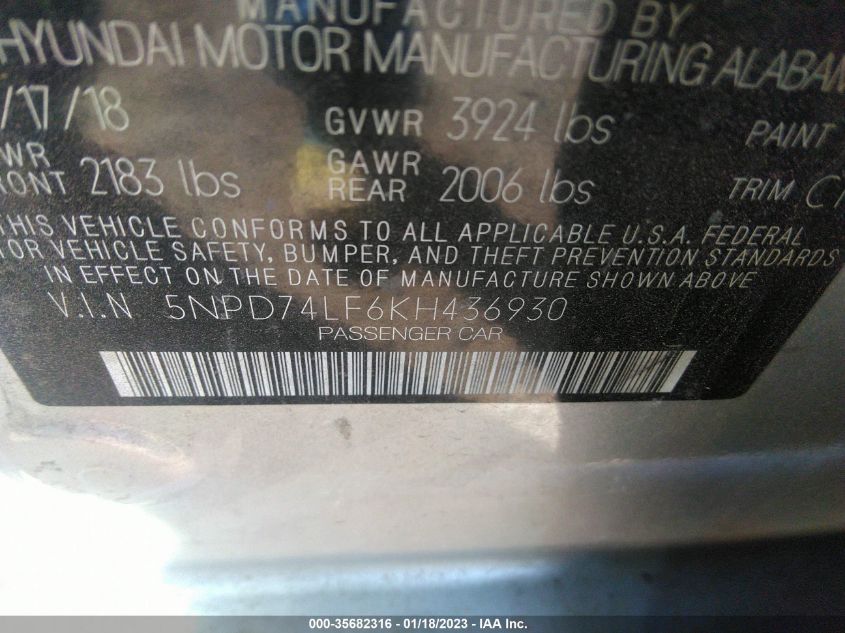 MANUFACTURED BY
HYUNDAI MOTOR MANUFACTURING ALABAM
/17/18 GVWR 3924 lbs PAINT
WR GAWR
ONT 2183 lbs REAR 2006 lbs TRIM
THIS VEHICLE CONFORMS TO ALL APPLICABLE U.S.A. FEDERAL
OR VEHICLE SAFETY, BUMPER, AND THEFT PREVENTION STANDARDS
IN EFFECT ON THE DATE OF MANUFACTURE SHOWN ABOVE
V.I.N 5NPD74LF6KH436930
PASSENGER CAR
000-35682316 - 01/18/2023 - IAA Inc.